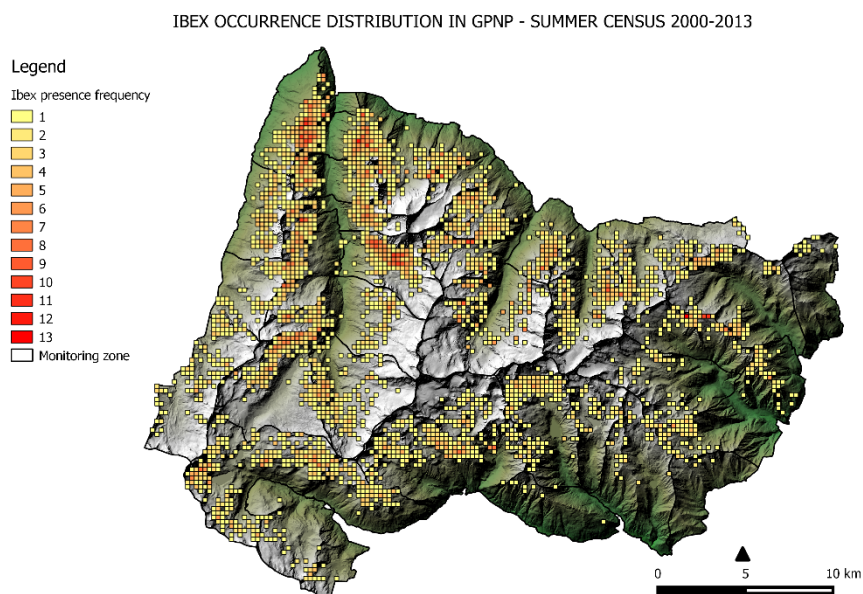 IBEX OCCURRENCE DISTRIBUTION IN GPNP - SUMMER CENSUS 2000-2013
Legend
Ibex presence frequency
1
2
3
4
5
6
7
8
9
10
11
12
13
Monitoring zone
0 5 10 km